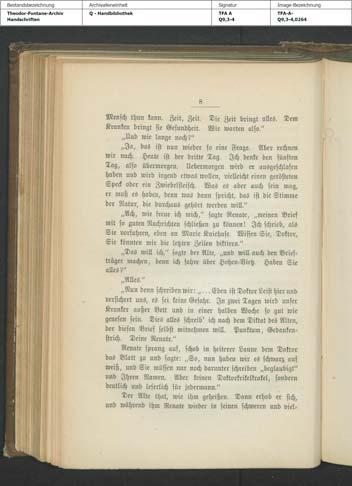 Bestandsbezeichnung Archivalieneinheit Signatur Image-Bezeichnung
Theodor-Fontane-Archiv Q - Handbibliothek TFA A TFA-A-
Handschriften Q9,3-4 Q9,3-4,0264
8
Mensch thun kann. Zeit, Zeit. Die Zeit bringt alles. Dem
Kranken bringt sie Gesundheit. Wir warten also.“
„Und wie lange noch?“
„Ja, das ist nun wieder so eine Frage. Aber rechnen
wir nach. Heute ist der dritte Tag. Ich denk den fünften
Tag, also übermorgen. Uebermorgen wird er ausgeschlafen
haben und wird irgend etwas wollen, vielleicht einen gerösteten
Speck oder ein Zwiebelfleisch. Was es aber auch sein mag,
er muß es haben, denn was dann spricht, das ist die Stimme
der Natur, die durchaus gehört werden will.“
„Ach, wie freue ich mich,“ sagte Renate, „meinen Brief
mit so guten Nachrichten schließen zu können! Ich schrieb, als
Sie vorfuhren, eben an Marie Kniehase. Wissen Sie, Doktor,
Sie könnten mir die letzten Zeilen diktiren.“
„Das will ich,“ sagte der Alte, „und will auch den Brief-
träger machen, denn ich fahre über Hohen-Vietz. Haben Sie
alles?“
„Alles.“
„Nun denn schreiben wir: „... Eben ist Doktor Leist hier und
versichert uns, es sei keine Gefahr. In zwei Tagen wird unser
Kranker außer Bett und in einer halben Woche so gut wie
genesen sein. Dies alles schreib' ich nach dem Diktat des Alten,
der diesen Brief selbst mitnehmen will. Punktum, Gedanken-
strich. Deine Renate.“
Renate sprang auf, schob in heiterer Laune dem Doktor
das Blatt zu und sagte: „So, nun haben wir es schwarz auf
weiß, und Sie müssen nur noch darunter schreiben „beglaubigt“
und Ihren Namen. Aber keinen Doktorkrikelkrakel, sondern
deutlich und leserlich für jedermann.“
Der Alte that, wie ihm geheißen. Dann erhob er sich,
und während ihm Renate wieder in seinen schweren und viel-